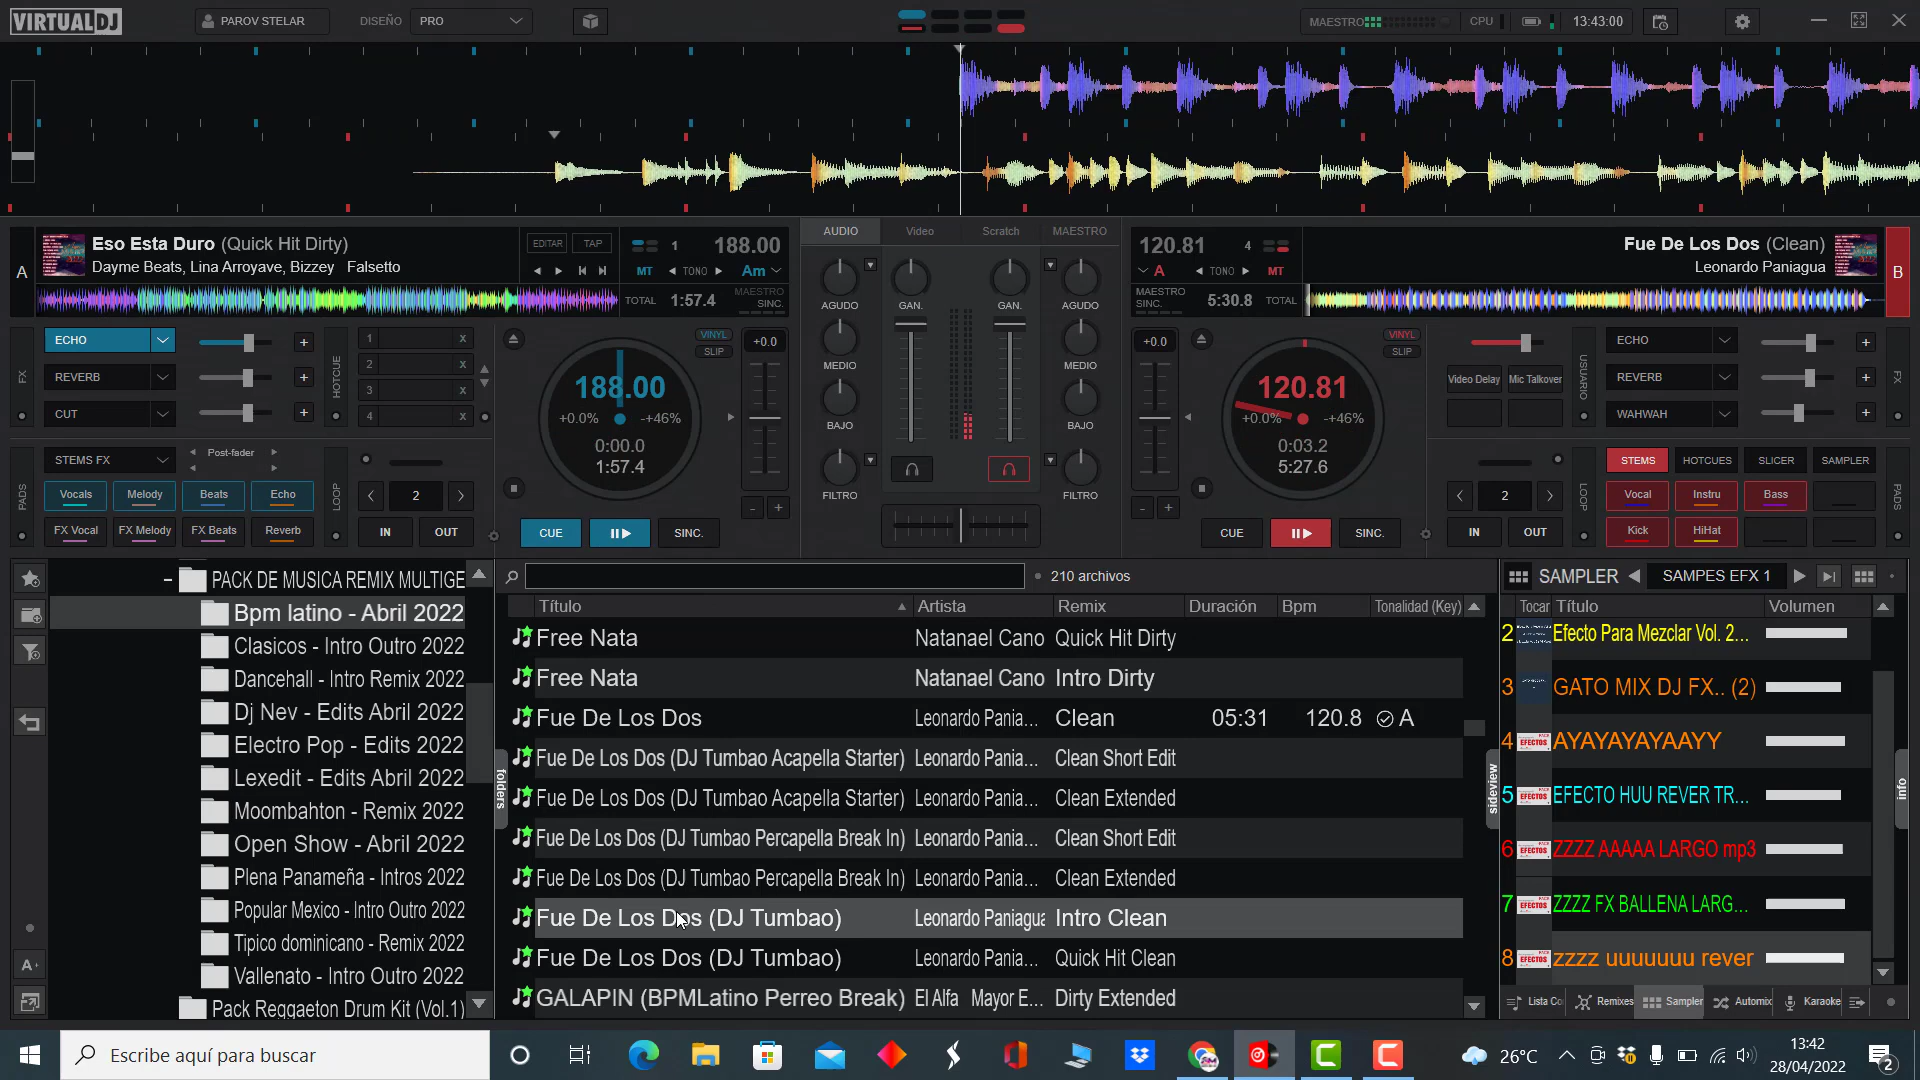 VIRTUALDJ
PAROV STELAR
DISEÑO
PRO
MAESTRO
CPU
13:43:00
A
Eso Esta Duro (Quick Hit Dirty)
Dayme Beats, Lina Arroyave, Bizzey Falsetto
EDITAR
TAP
1
188.00
MT
TONO
Am
TOTAL 1:57.4
MAESTRO
SINC.
AUDIO
Video
Scratch
MAESTRO
120.81
4
A
TONO
MT
MAESTRO
SINC.
5:30.8 TOTAL
Fue De Los Dos (Clean)
Leonardo Paniagua
B
FX
ECHO
REVERB
CUT
HOTCUE
1 x
2 x
3 x
4 x
VINYL
SLIP
188.00
+0.0%
-+46%
0:00.0
1:57.4
+0.0
AGUDO
GAN.
GAN.
AGUDO
MEDIO
MEDIO
BAJO
BAJO
FILTRO
FILTRO
+0.0
VINYL
SLIP
120.81
+0.0%
-+46%
0:03.2
5:27.6
Video Delay
Mic Talkover
USUARIO
ECHO
REVERB
WAHWAH
FX
PADS
STEMS FX
Post-fader
Vocals
Melody
Beats
Echo
FX Vocal
FX Melody
FX Beats
Reverb
LOOP
2
IN
OUT
CUE
SINC.
CUE
SINC.
2
IN
OUT
LOOP
STEMS
HOTCUES
SLICER
SAMPLER
Vocal
Instru
Bass
Kick
HiHat
PADS
PACK DE MUSICA REMIX MULTIGE
Bpm latino - Abril 2022
Clasicos - Intro Outro 2022
Dancehall - Intro Remix 2022
Dj Nev - Edits Abril 2022
Electro Pop - Edits 2022
Lexedit - Edits Abril 2022
Moombahton - Remix 2022
Open Show - Abril 2022
Plena Panameña - Intros 2022
Popular Mexico - Intro Outro 2022
Tipico dominicano - Remix 2022
Vallenato - Intro Outro 2022
Pack Reggaeton Drum Kit (Vol.1)
folders
210 archivos
Título Artista Remix Duración Bpm Tonalidad (Key)
Free Nata Natanael Cano Quick Hit Dirty
Free Nata Natanael Cano Intro Dirty
Fue De Los Dos Leonardo Pania... Clean 05:31 120.8 A
Fue De Los Dos (DJ Tumbao Acapella Starter) Leonardo Pania... Clean Short Edit
Fue De Los Dos (DJ Tumbao Acapella Starter) Leonardo Pania... Clean Extended
Fue De Los Dos (DJ Tumbao Percapella Break In) Leonardo Pania... Clean Short Edit
Fue De Los Dos (DJ Tumbao Percapella Break In) Leonardo Pania... Clean Extended
Fue De Los Dos (DJ Tumbao) Leonardo Paniagua Intro Clean
Fue De Los Dos (DJ Tumbao) Leonardo Pania... Quick Hit Clean
GALAPIN (BPMLatino Perreo Break) El Alfa Mayor E... Dirty Extended
sideview
SAMPLER
SAMPES EFX 1
Tocar Título Volumen
2 Efecto Para Mezclar Vol. 2...
3 GATO MIX DJ FX.. (2)
4 EFECTOS AYAYAYAYAAYY
5 EFECTOS EFECTO HUU REVER TR...
6 EFECTOS ZZZZ AAAAA LARGO mp3
7 EFECTOS ZZZZ FX BALLENA LARG...
8 EFECTOS zzzz uuuuuuu rever
info
Lista Co
Remixes
Sampler
Automix
Karaoke
Escribe aquí para buscar
26°C
13:42
28/04/2022
2